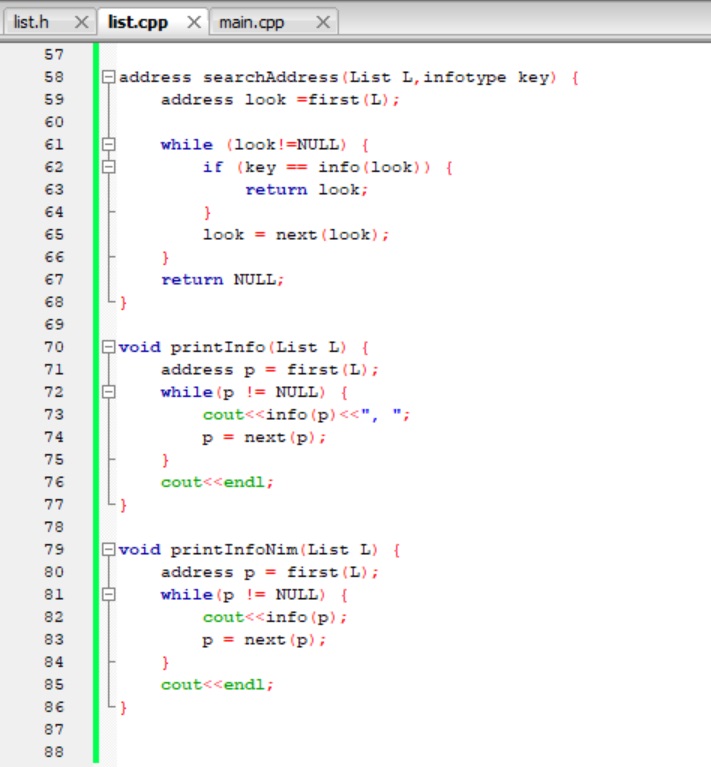 list.h list.cpp main.cpp
57
58 address searchAddress(List L,infotype key) {
59     address look =first(L);
60
61     while (look!=NULL) {
62         if (key == info(look)) {
63             return look;
64         }
65         look = next(look);
66     }
67     return NULL;
68 }
69
70 void printInfo(List L) {
71     address p = first(L);
72     while(p != NULL) {
73         cout<<info(p)<<", ";
74         p = next(p);
75     }
76     cout<<endl;
77 }
78
79 void printInfoNim(List L) {
80     address p = first(L);
81     while(p != NULL) {
82         cout<<info(p);
83         p = next(p);
84     }
85     cout<<endl;
86 }
87
88